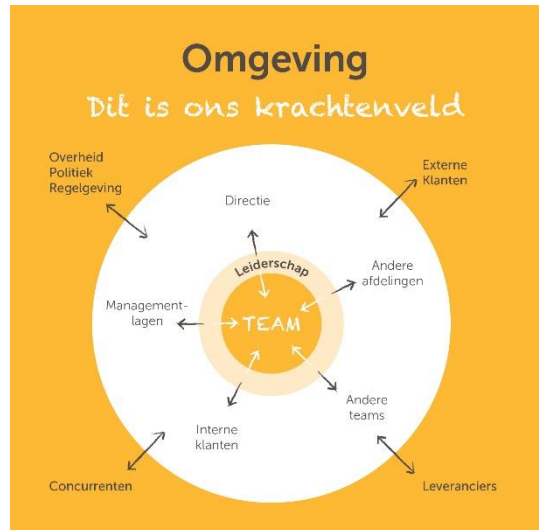 Omgeving
Dit is ons krachtenveld
Overheid
Politiek
Regelgeving
Externe
Klanten
Directie
Leiderschap
Andere
afdelingen
Management-
lagen
TEAM
Andere
teams
Interne
klanten
Concurrenten
Leveranciers